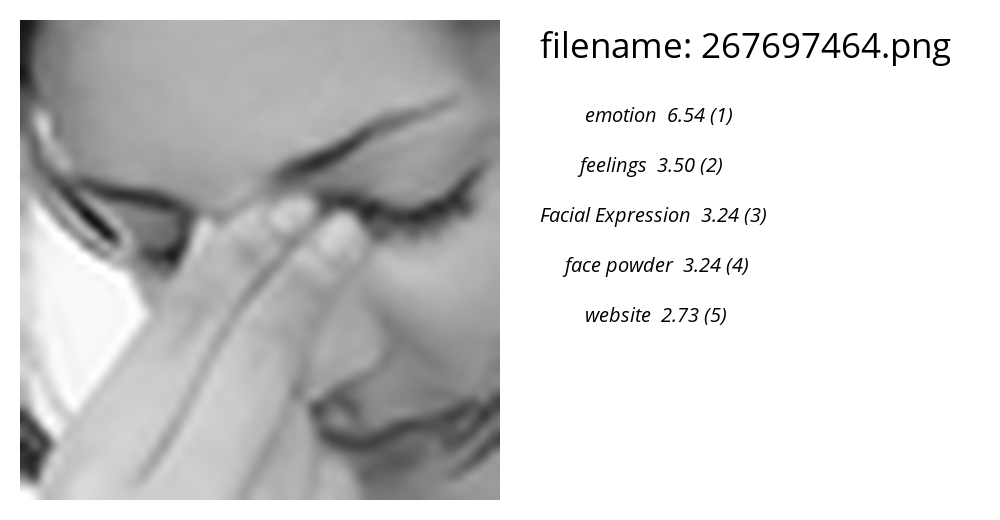 filename: 267697464.png
emotion 6.54 (1)
feelings 3.50 (2)
Facial Expression 3.24 (3)
face powder 3.24 (4)
website 2.73 (5)